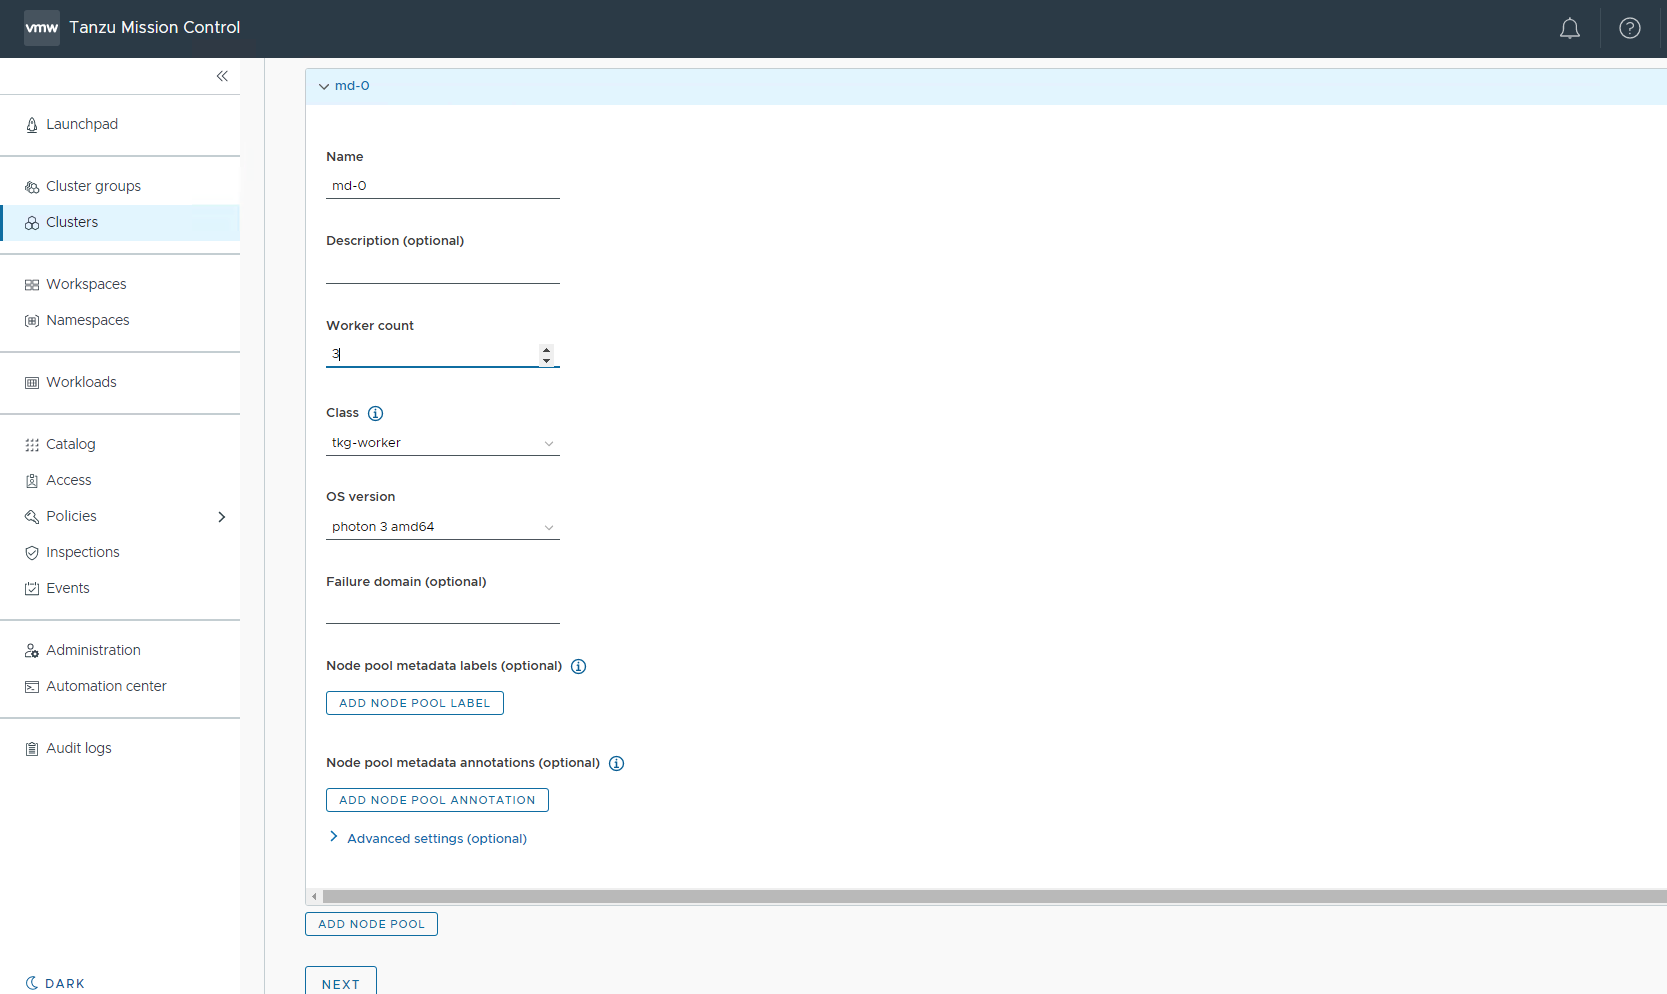 vmw Tanzu Mission Control
Launchpad
Cluster groups
Clusters
Workspaces
Namespaces
Workloads
Catalog
Access
Policies
Inspections
Events
Administration
Automation center
Audit logs
DARK
md-0
Name
md-0
Description (optional)
Worker count
3
Class
tkg-worker
OS version
photon 3 amd64
Failure domain (optional)
Node pool metadata labels (optional)
ADD NODE POOL LABEL
Node pool metadata annotations (optional)
ADD NODE POOL ANNOTATION
Advanced settings (optional)
ADD NODE POOL
NEXT